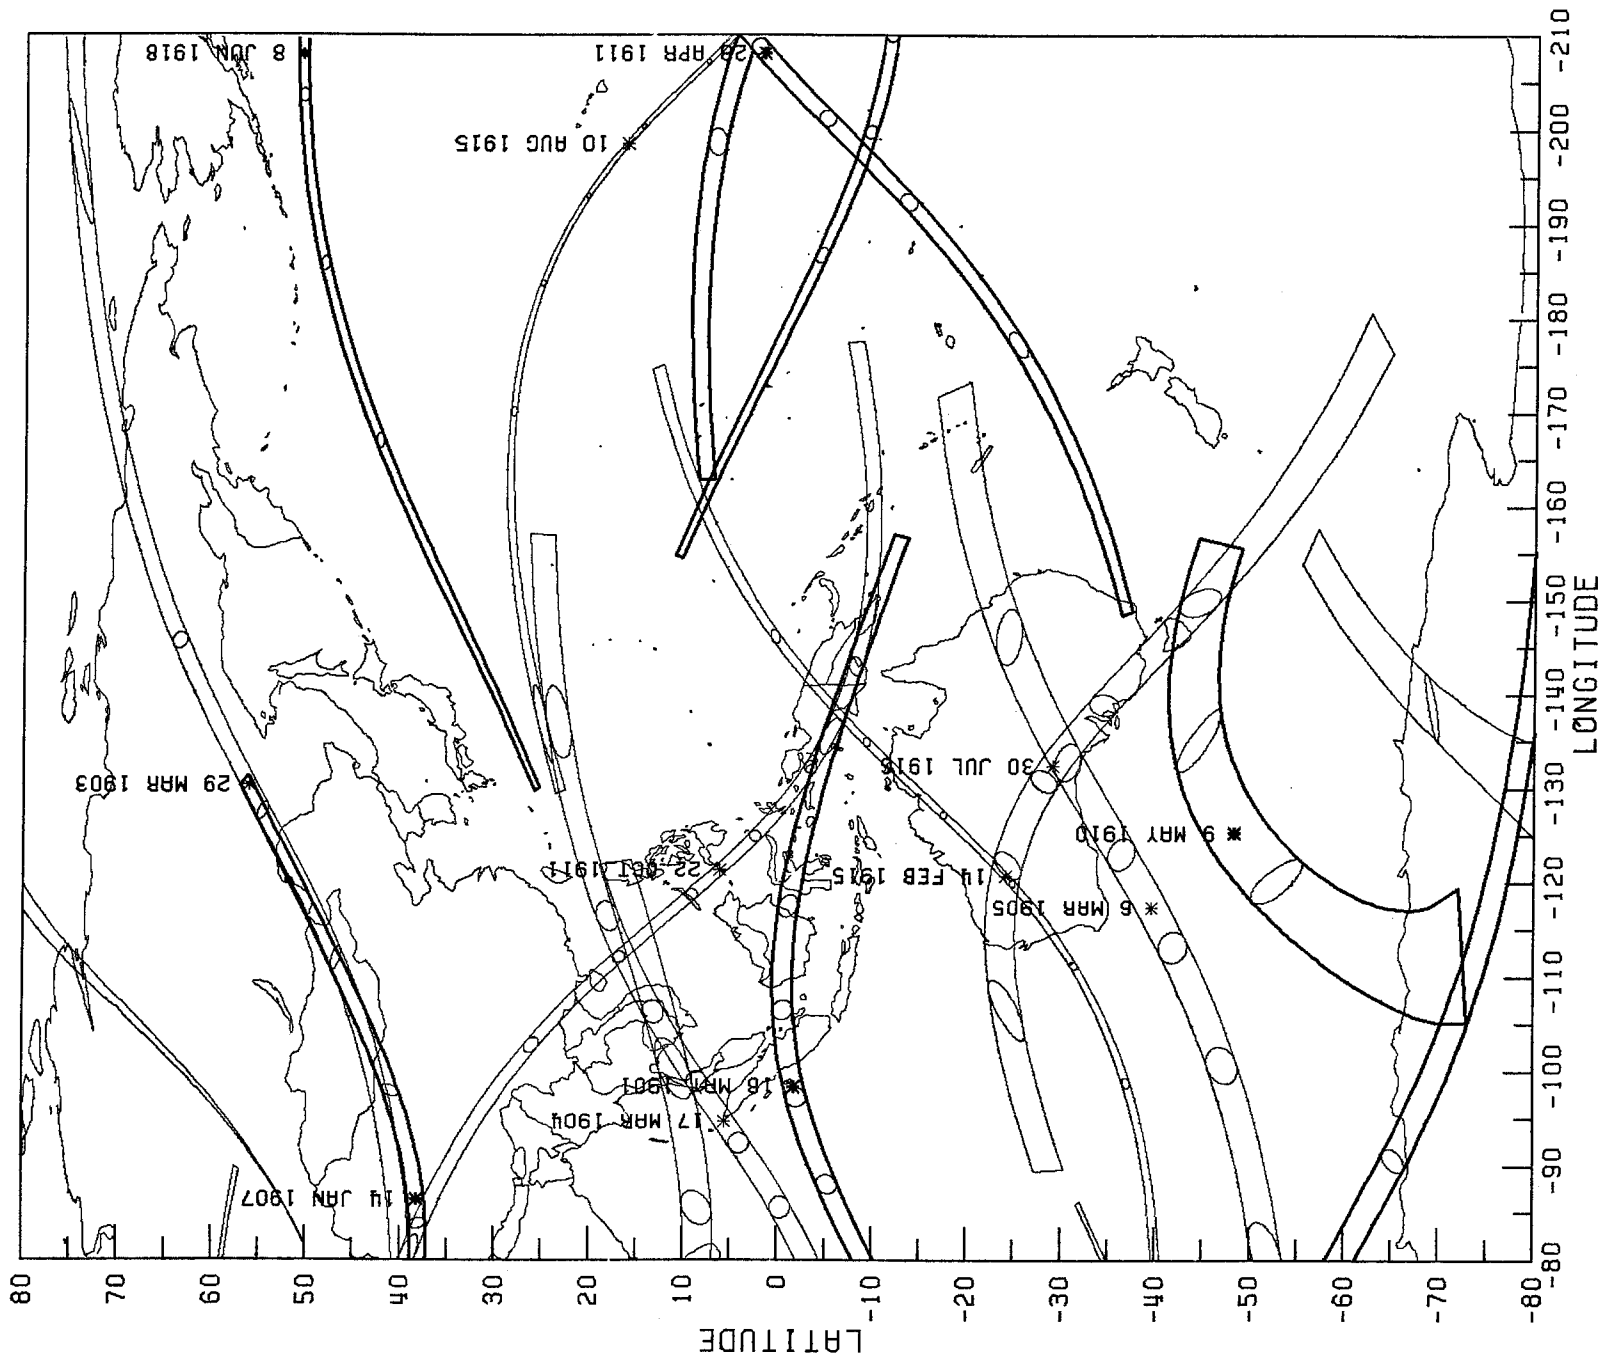 8 JUN 1918
28 APR 1911
10 AUG 1915
29 MAR 1903
30 JUL 1916
9 MAY 1910
22 OCT 1911
14 FEB 1915
6 MAR 1905
18 MAY 1901
17 MAR 1904
14 JAN 1907
-210
-200
-190
-180
-170
-160
-150
-140
-130
-120
-110
-100
-90
-80
LONGITUDE
80
70
60
50
40
30
20
10
0
-10
-20
-30
-40
-50
-60
-70
-80
LATITUDE